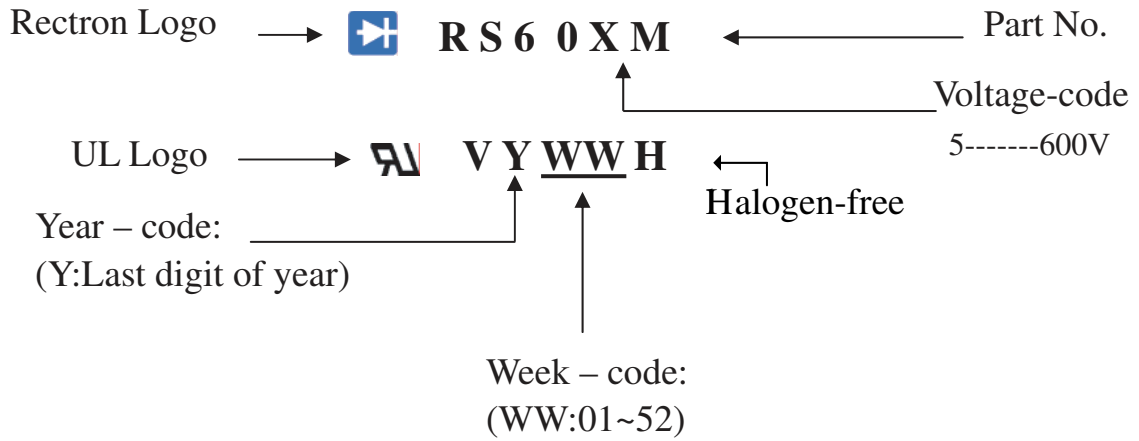 Rectron Logo R S 6 0 X M Part No.
Voltage-code
5-------600V
UL Logo V Y WW H
Halogen-free
Year – code:
(Y:Last digit of year)
Week – code:
(WW:01~52)